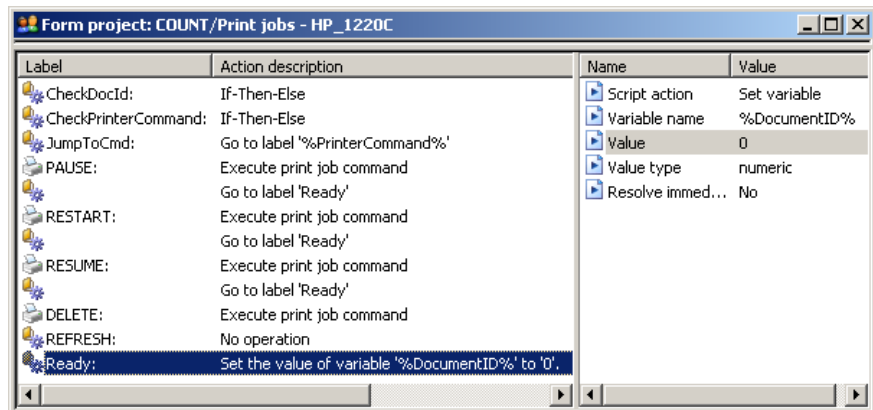 Form project: COUNT/Print jobs - HP_1220C
Label Action description Name Value
CheckDocId: If-Then-Else Script action Set variable
CheckPrinterCommand: If-Then-Else Variable name %DocumentID%
JumpToCmd: Go to label '%PrinterCommand%' Value 0
PAUSE: Execute print job command Value type numeric
Go to label 'Ready' Resolve immed... No
RESTART: Execute print job command
Go to label 'Ready'
RESUME: Execute print job command
Go to label 'Ready'
DELETE: Execute print job command
REFRESH: No operation
Ready: Set the value of variable '%DocumentID%' to '0'.